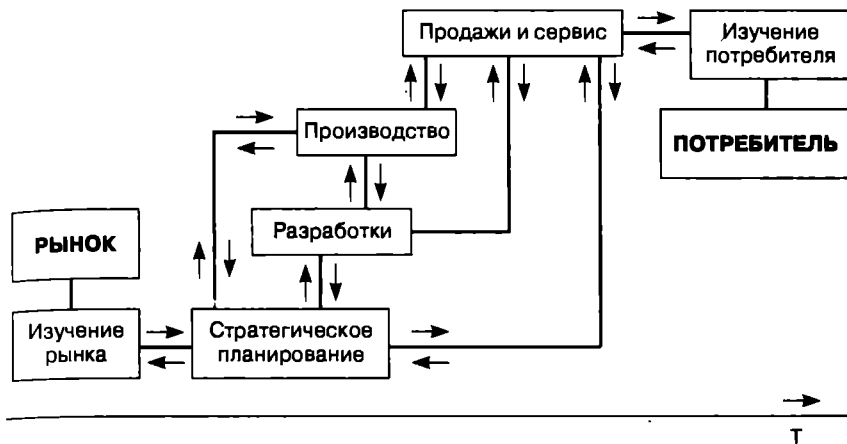 Продажи и сервис
Изучение
потребителя
Производство
ПОТРЕБИТЕЛЬ
Разработки
РЫНОК
Изучение
рынка
Стратегическое
планирование
Т